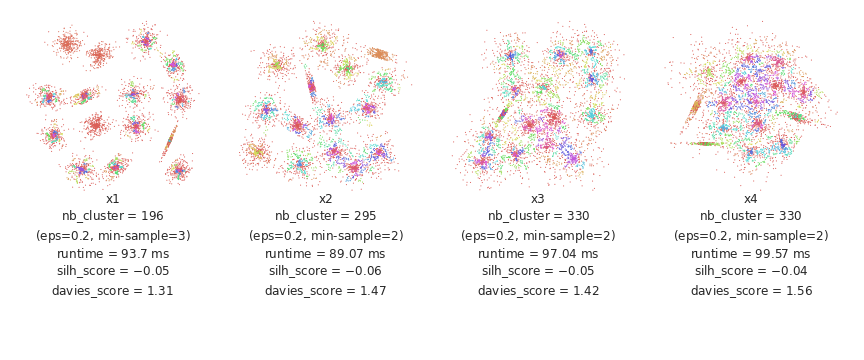 x1
nb_cluster = 196
(eps=0.2, min-sample=3)
runtime = 93.7 ms
silh_score = −0.05
davies_score = 1.31
x2
nb_cluster = 295
(eps=0.2, min-sample=2)
runtime = 89.07 ms
silh_score = −0.06
davies_score = 1.47
x3
nb_cluster = 330
(eps=0.2, min-sample=2)
runtime = 97.04 ms
silh_score = −0.05
davies_score = 1.42
x4
nb_cluster = 330
(eps=0.2, min-sample=2)
runtime = 99.57 ms
silh_score = −0.04
davies_score = 1.56